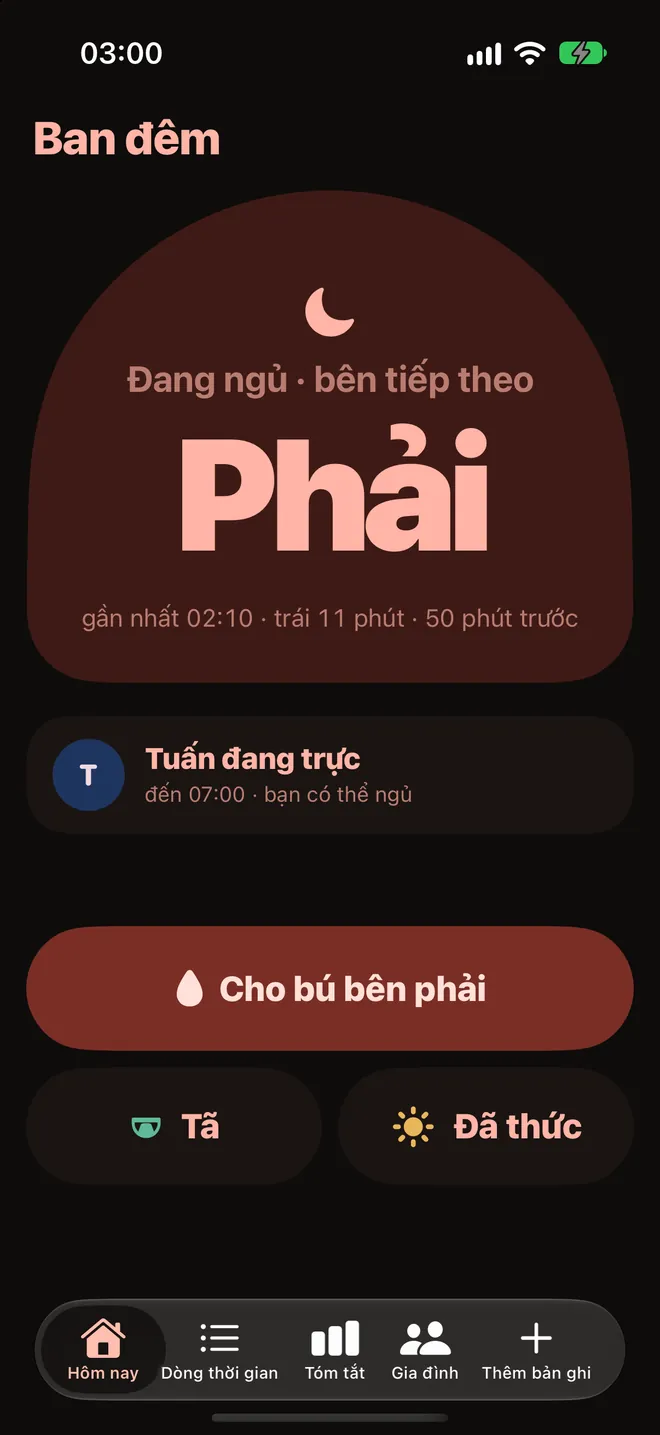 03:00
Ban đêm
Đang ngủ · bên tiếp theo
Phải
gần nhất 02:10 · trái 11 phút · 50 phút trước
T
Tuấn đang trực
đến 07:00 · bạn có thể ngủ
Cho bú bên phải
Tã
Đã thức
Hôm nay
Dòng thời gian
Tóm tắt
Gia đình
Thêm bản ghi